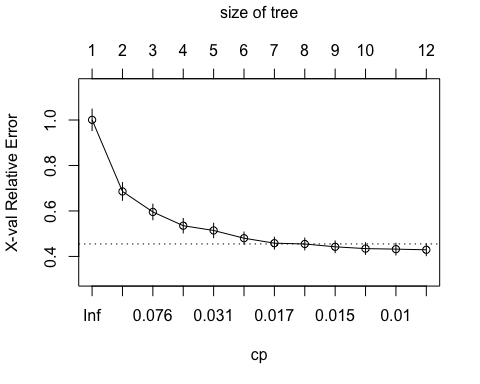 size of tree
1 2 3 4 5 6 7 8 9 10 12
X-val Relative Error
1.0
0.8
0.6
0.4
Inf 0.076 0.031 0.017 0.015 0.01
cp